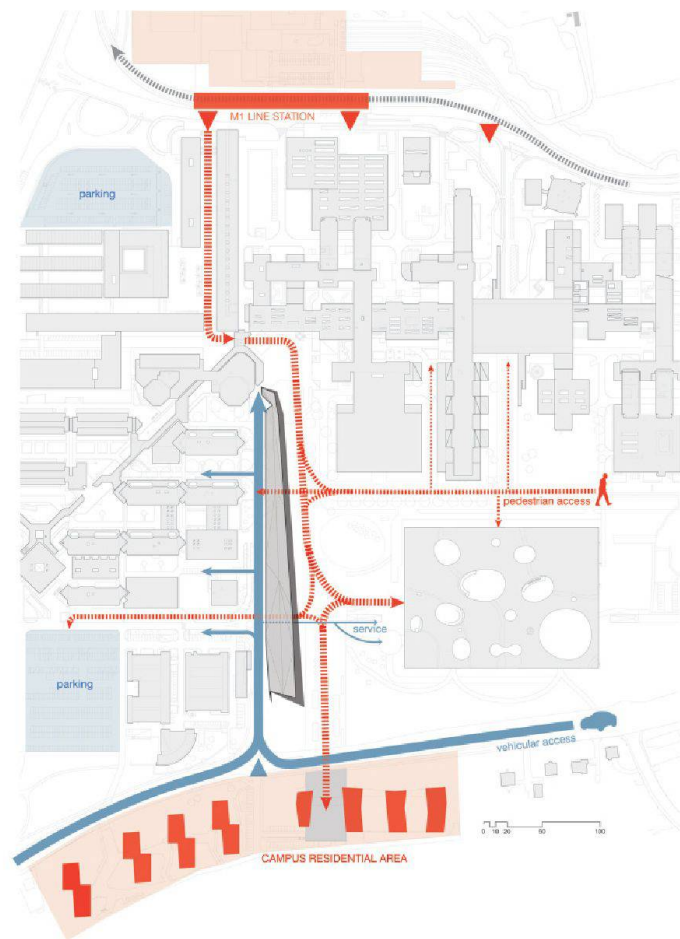 M1 LINE STATION
parking
pedestrian access
service
parking
vehicular access
0 10 20 50 100
CAMPUS RESIDENTIAL AREA